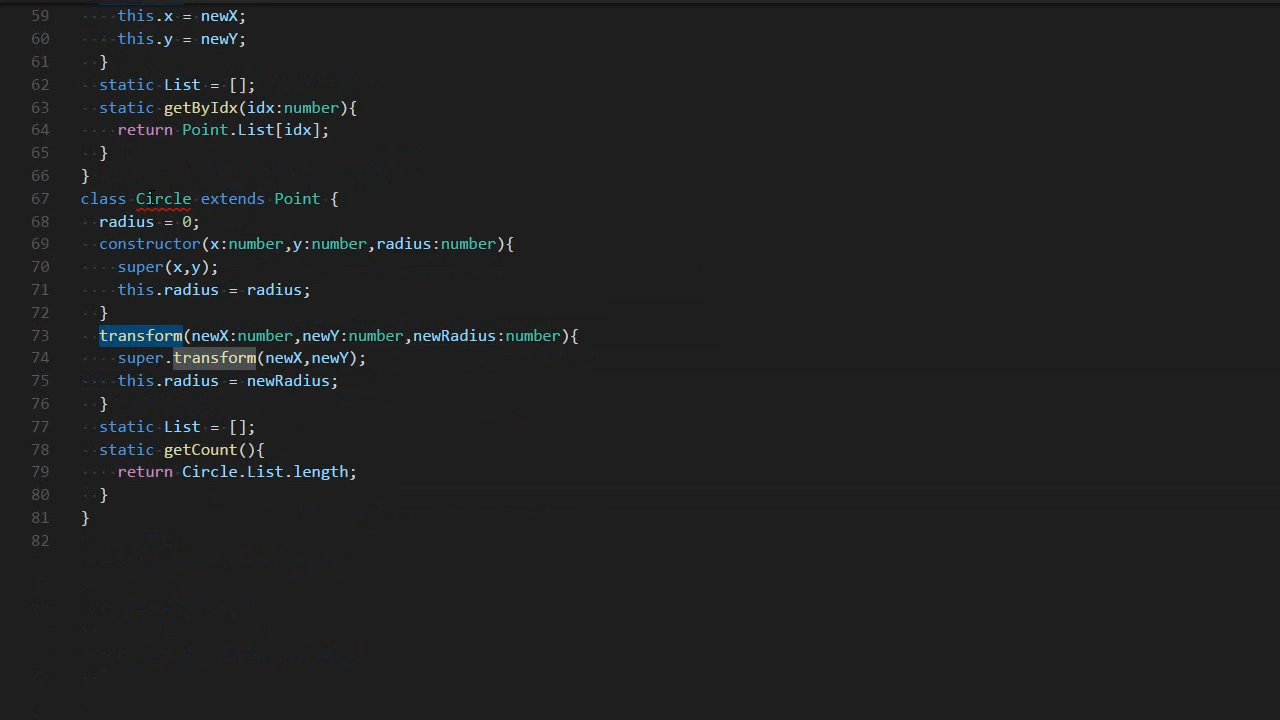 59 this.x = newX;
60 this.y = newY;
61 }
62 static List = [];
63 static getByIdx(idx:number){
64 return Point.List[idx];
65 }
66 }
67 class Circle extends Point {
68 radius = 0;
69 constructor(x:number,y:number,radius:number){
70 super(x,y);
71 this.radius = radius;
72 }
73 transform(newX:number,newY:number,newRadius:number){
74 super.transform(newX,newY);
75 this.radius = newRadius;
76 }
77 static List = [];
78 static getCount(){
79 return Circle.List.length;
80 }
81 }
82